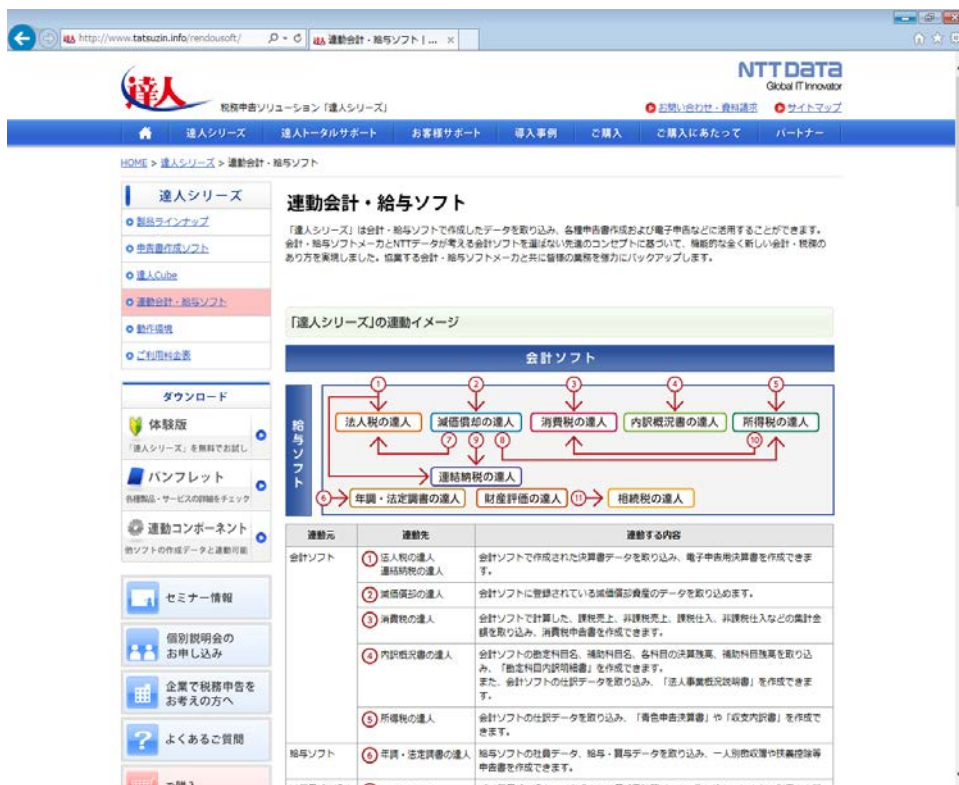 http://www.tatsuzin.info/rendousoft/
達人 連動会計・給与ソフト | ...
達人
税務申告ソリューション「達人シリーズ」
NTT DATA
Global IT Innovator
お問い合わせ・資料請求
サイトマップ
達人シリーズ
達人トータルサポート
お客様サポート
導入事例
ご購入
ご購入にあたって
パートナー
HOME > 達人シリーズ > 連動会計・給与ソフト
達人シリーズ
製品ラインナップ
申告書作成ソフト
達人Cube
連動会計・給与ソフト
動作環境
ご利用料金表
ダウンロード
体験版
「達人シリーズ」を無料でお試し
パンフレット
各種製品・サービスの詳細をチェック
連動コンポーネント
他ソフトの作成データと連動可能
セミナー情報
個別説明会の
お申し込み
企業で税務申告を
お考えの方へ
よくあるご質問
連動会計・給与ソフト
「達人シリーズ」は会計・給与ソフトで作成したデータを取り込み、各種申告書作成および電子申告などに活用することができます。
会計・給与ソフトメーカとNTTデータが考える会計ソフトを選ばない先進のコンセプトに基づいて、機能的な全く新しい会計・税務の
あり方を実現しました。協業する会計・給与ソフトメーカと共に皆様の業務を強力にバックアップします。
「達人シリーズ」の連動イメージ
会計ソフト
給与ソフト
① ② ③ ④ ⑤
法人税の達人 減価償却の達人 消費税の達人 内訳概況書の達人 所得税の達人
⑦ ⑨ ⑧ ⑩
連結納税の達人
⑥ 年調・法定調書の達人 財産評価の達人 ⑪ 相続税の達人
連動元 連動先 連動する内容
会計ソフト ① 法人税の達人
連結納税の達人
会計ソフトで作成された決算書データを取り込み、電子申告用決算書を作成できま
す。
② 減価償却の達人 会計ソフトに登録されている減価償却資産のデータを取り込めます。
③ 消費税の達人 会計ソフトで計算した、課税売上、非課税売上、課税仕入、非課税仕入などの集計金
額を取り込み、消費税申告書を作成できます。
④ 内訳概況書の達人 会計ソフトの勘定科目名、補助科目名、各科目の決算残高、補助科目残高を取り込
み、「勘定科目内訳明細書」を作成できます。
また、会計ソフトの仕訳データを取り込み、「法人事業概況説明書」を作成できま
す。
⑤ 所得税の達人 会計ソフトの仕訳データを取り込み、「青色申告決算書」や「収支内訳書」を作成で
きます。
給与ソフト ⑥ 年調・法定調書の達人 給与ソフトの社員データ、給与・賞与データを取り込み、一人別徴収簿や扶養控除等
申告書を作成できます。